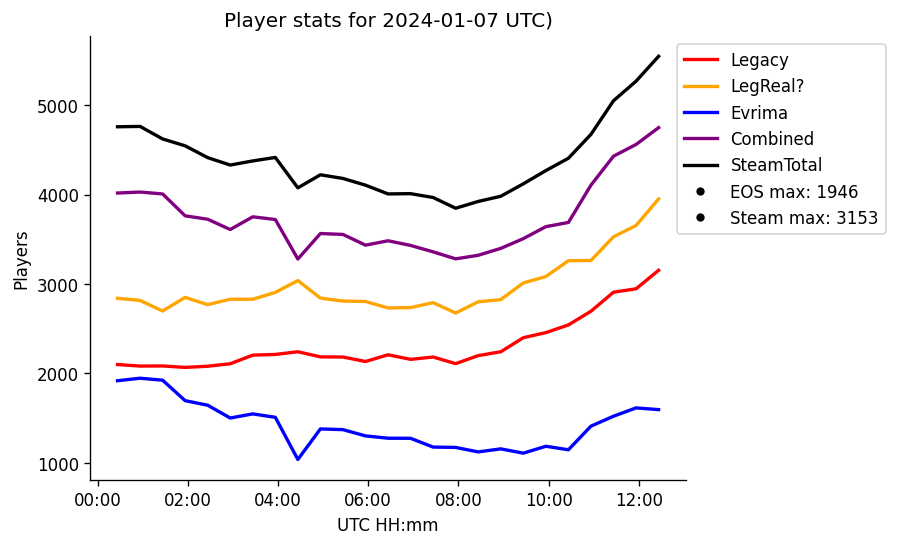 Player stats for 2024-01-07 UTC)
Legacy
LegReal?
Evrima
Combined
SteamTotal
EOS max: 1946
Steam max: 3153
Players
5000
4000
3000
2000
1000
00:00 02:00 04:00 06:00 08:00 10:00 12:00
UTC HH:mm